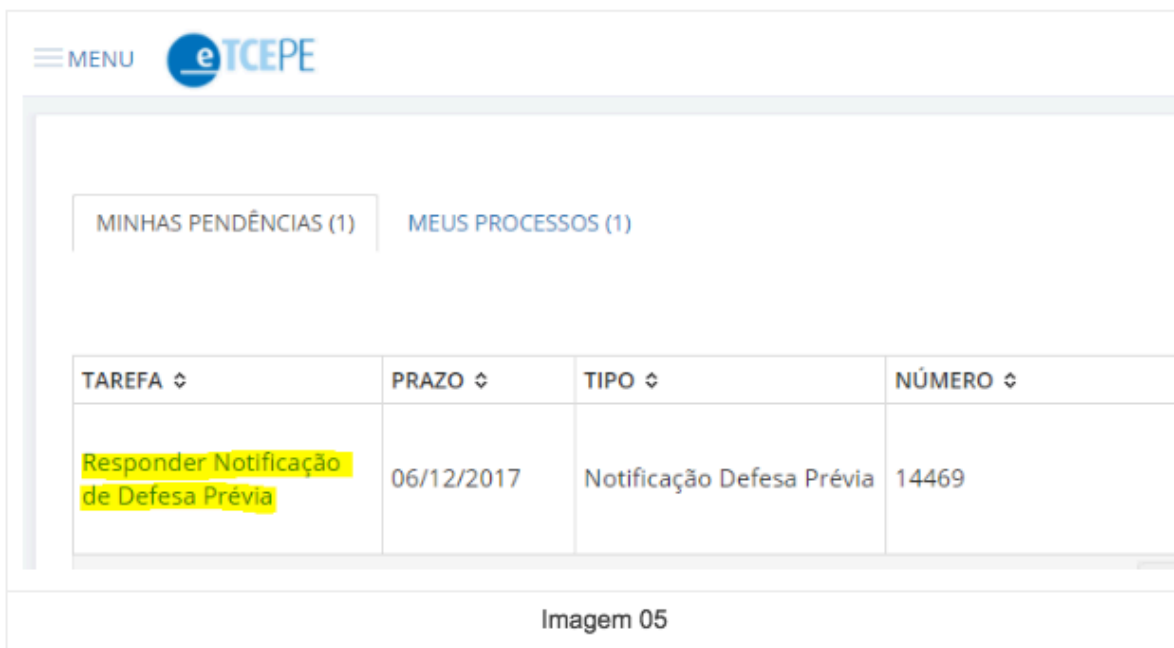 MENU e TCEPE
MINHAS PENDÊNCIAS (1) MEUS PROCESSOS (1)
TAREFA PRAZO TIPO NÚMERO
Responder Notificação
de Defesa Prévia
06/12/2017 Notificação Defesa Prévia 14469
Imagem 05